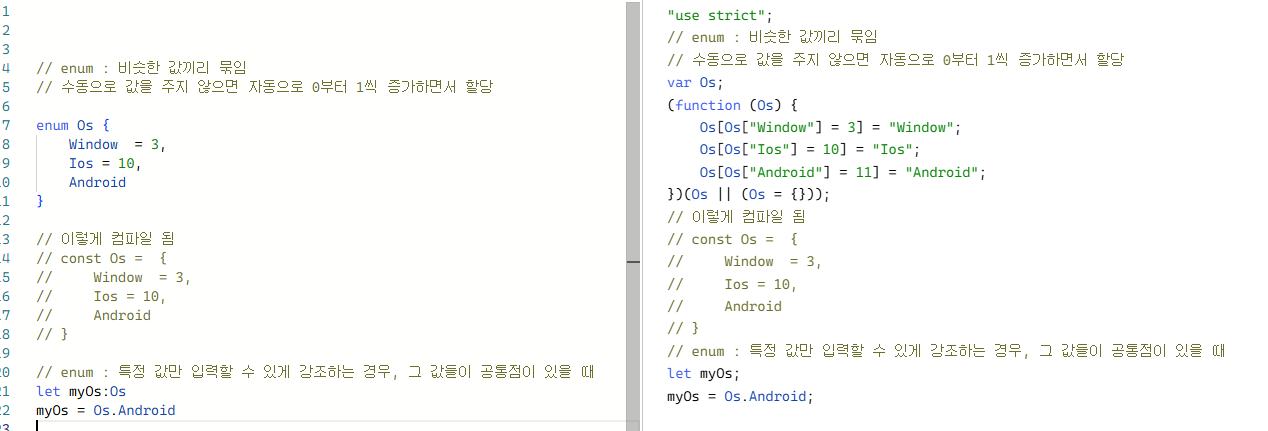 1
2
3
4 // enum : 비슷한 값끼리 묶임
5 // 수동으로 값을 주지 않으면 자동으로 0부터 1씩 증가하면서 할당
6
7 enum Os {
8     Window  = 3,
9     Ios = 10,
10     Android
11 }
12
13 // 이렇게 컴파일 됨
14 // const Os =  {
15 //     Window  = 3,
16 //     Ios = 10,
17 //     Android
18 // }
19
20 // enum : 특정 값만 입력할 수 있게 강조하는 경우, 그 값들이 공통점이 있을 때
21 let myOs:Os
22 myOs = Os.Android
23
"use strict";
// enum : 비슷한 값끼리 묶임
// 수동으로 값을 주지 않으면 자동으로 0부터 1씩 증가하면서 할당
var Os;
(function (Os) {
    Os[Os["Window"] = 3] = "Window";
    Os[Os["Ios"] = 10] = "Ios";
    Os[Os["Android"] = 11] = "Android";
})(Os || (Os = {}));
// 이렇게 컴파일 됨
// const Os =  {
//     Window  = 3,
//     Ios = 10,
//     Android
// }
// enum : 특정 값만 입력할 수 있게 강조하는 경우, 그 값들이 공통점이 있을 때
let myOs;
myOs = Os.Android;